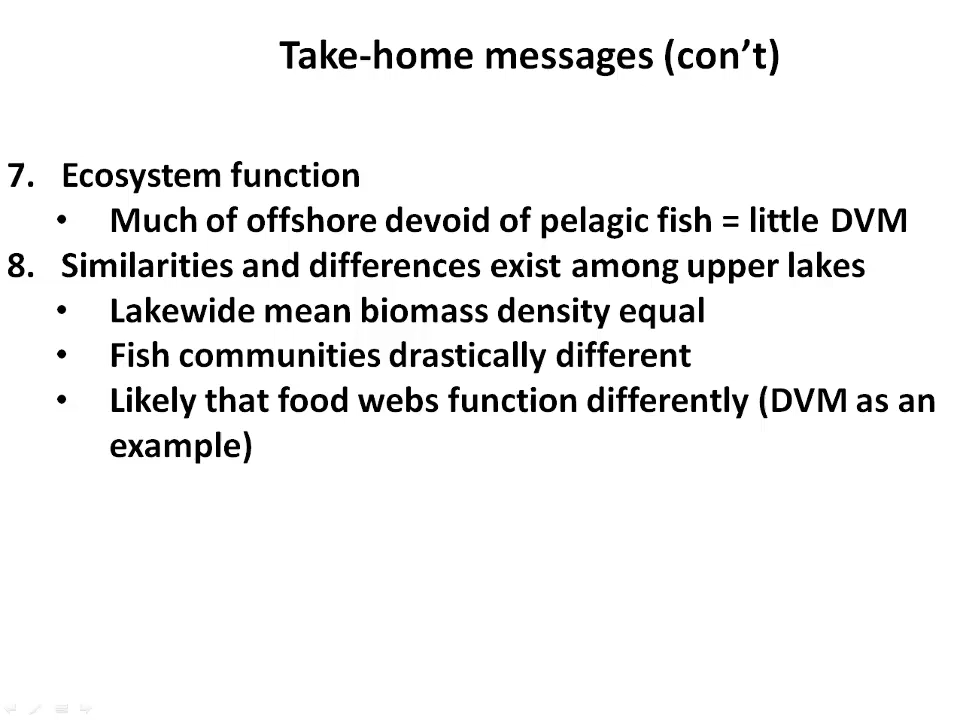 Take-home messages (con’t)
7. Ecosystem function
• Much of offshore devoid of pelagic fish = little DVM
8. Similarities and differences exist among upper lakes
• Lakewide mean biomass density equal
• Fish communities drastically different
• Likely that food webs function differently (DVM as an
example)